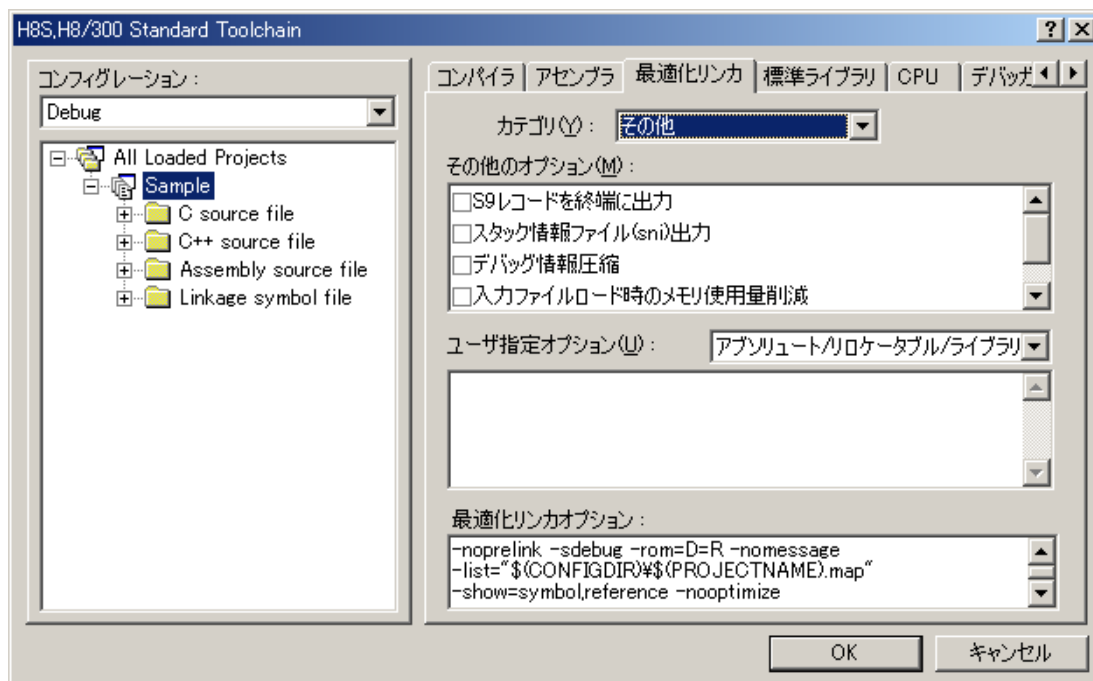 H8S,H8/300 Standard Toolchain
コンフィグレーション :
Debug
All Loaded Projects
Sample
C source file
C++ source file
Assembly source file
Linkage symbol file
コンパイラ アセンブラ 最適化リンカ 標準ライブラリ CPU デバッガ
カテゴリ(Y) : その他
その他のオプション(M) :
S9レコードを終端に出力
スタック情報ファイル(sni)出力
デバッグ情報圧縮
入力ファイルロード時のメモリ使用量削減
ユーザ指定オプション(U) : アブソリュート/リロケータブル/ライブラリ
最適化リンカオプション :
-noprelink -sdebug -rom=D=R -nomessage
-list="$(CONFIGDIR)¥$(PROJECTNAME).map"
-show=symbol,reference -nooptimize
OK キャンセル